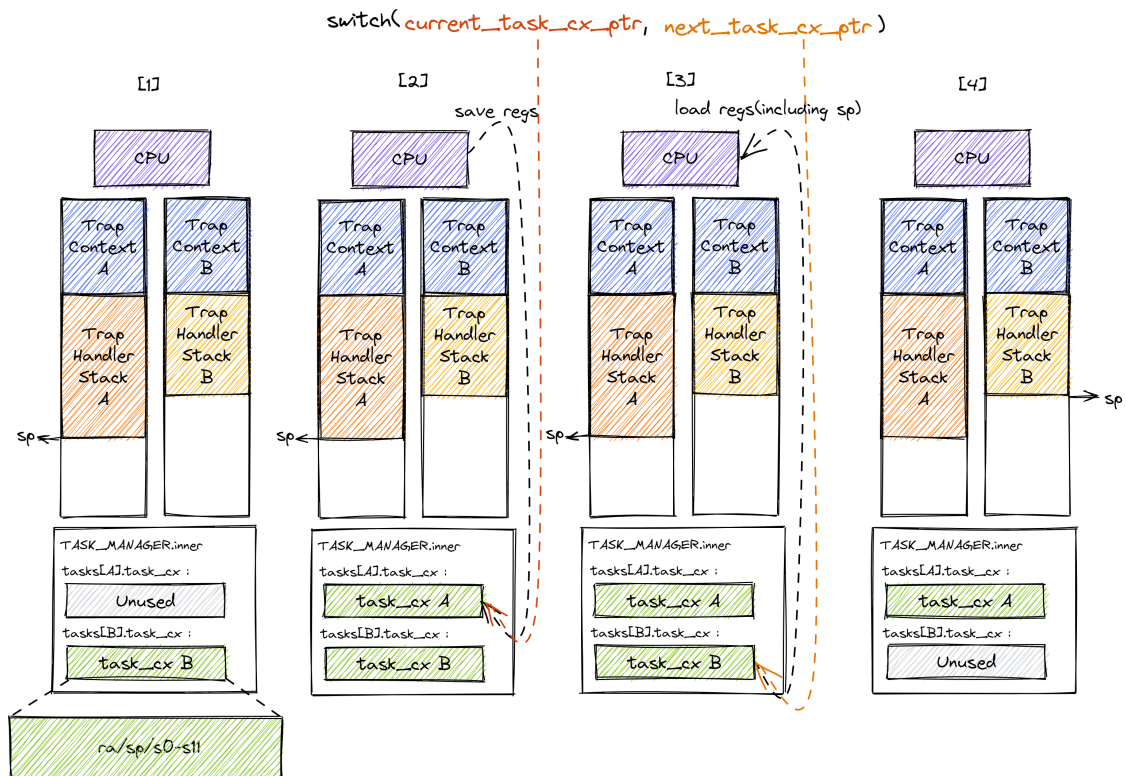 switch(current_task_cx_ptr, next_task_cx_ptr)
[1]
[2]
[3]
[4]
save regs
load regs(including sp)
CPU
CPU
CPU
CPU
Trap
Context
A
Trap
Context
B
Trap
Handler
Stack
A
Trap
Handler
Stack
B
sp
Trap
Context
A
Trap
Context
B
Trap
Handler
Stack
A
Trap
Handler
Stack
B
sp
Trap
Context
A
Trap
Context
B
Trap
Handler
Stack
A
Trap
Handler
Stack
B
sp
Trap
Context
A
Trap
Context
B
Trap
Handler
Stack
A
Trap
Handler
Stack
B
sp
TASK_MANAGER.inner
tasks[A].task_cx :
Unused
tasks[B].task_cx :
task_cx B
ra/sp/s0-s11
TASK_MANAGER.inner
tasks[A].task_cx :
task_cx A
tasks[B].task_cx :
task_cx B
TASK_MANAGER.inner
tasks[A].task_cx :
task_cx A
tasks[B].task_cx :
task_cx B
TASK_MANAGER.inner
tasks[A].task_cx :
task_cx A
tasks[B].task_cx :
Unused